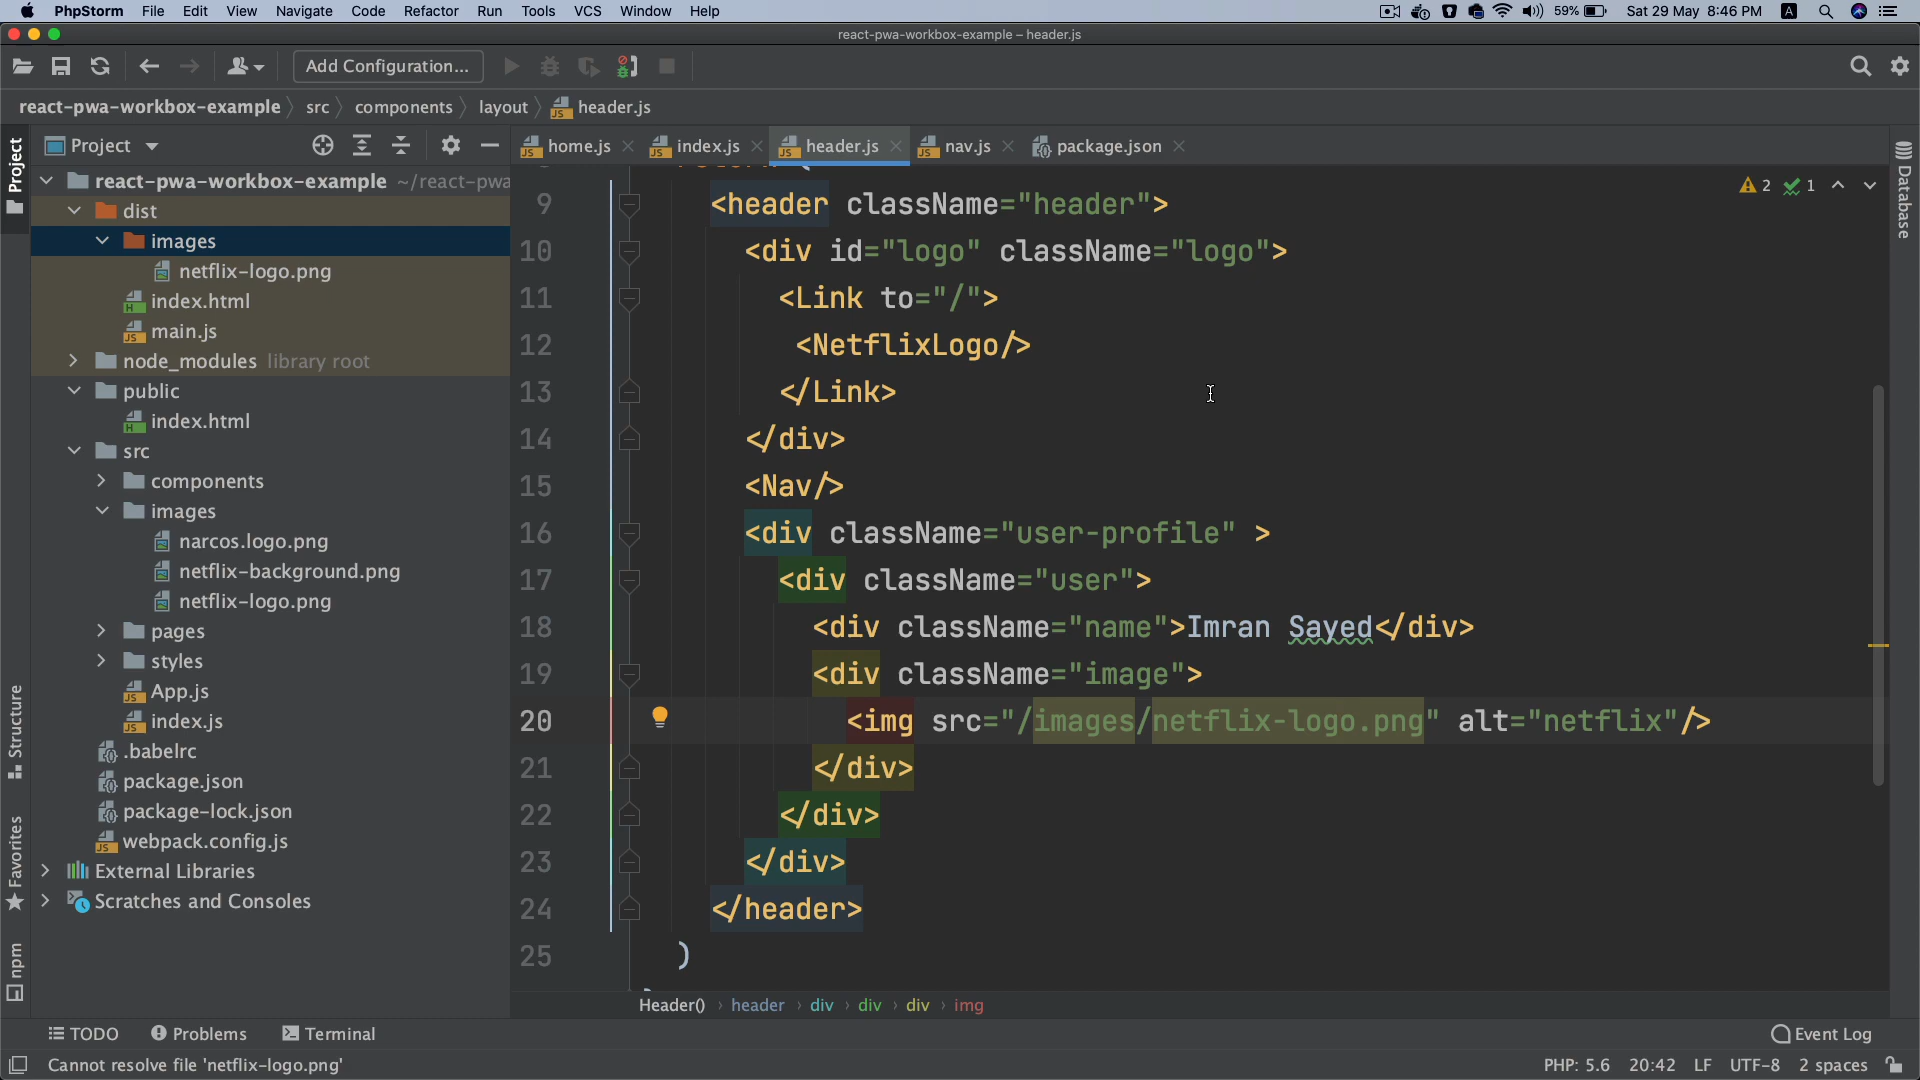 PhpStorm File Edit View Navigate Code Refactor Run Tools VCS Window Help 59% Sat 29 May 8:46 PM A
react-pwa-workbox-example – header.js
Add Configuration...
react-pwa-workbox-example src components layout header.js
Project
Project
home.js index.js header.js nav.js package.json
Database
react-pwa-workbox-example ~/react-pwa
dist
images
netflix-logo.png
index.html
main.js
node_modules library root
public
index.html
src
components
images
narcos.logo.png
netflix-background.png
netflix-logo.png
pages
styles
App.js
index.js
.babelrc
package.json
package-lock.json
webpack.config.js
External Libraries
Scratches and Consoles
Structure
Favorites
npm
2 1
9 <header className="header">
10 <div id="logo" className="logo">
11 <Link to="/">
12 <NetflixLogo/>
13 </Link>
14 </div>
15 <Nav/>
16 <div className="user-profile" >
17 <div className="user">
18 <div className="name">Imran Sayed</div>
19 <div className="image">
20 <img src="/images/netflix-logo.png" alt="netflix"/>
21 </div>
22 </div>
23 </div>
24 </header>
25 )
Header() › header › div › div › div › img
TODO Problems Terminal Event Log
Cannot resolve file 'netflix-logo.png' PHP: 5.6 20:42 LF UTF-8 2 spaces